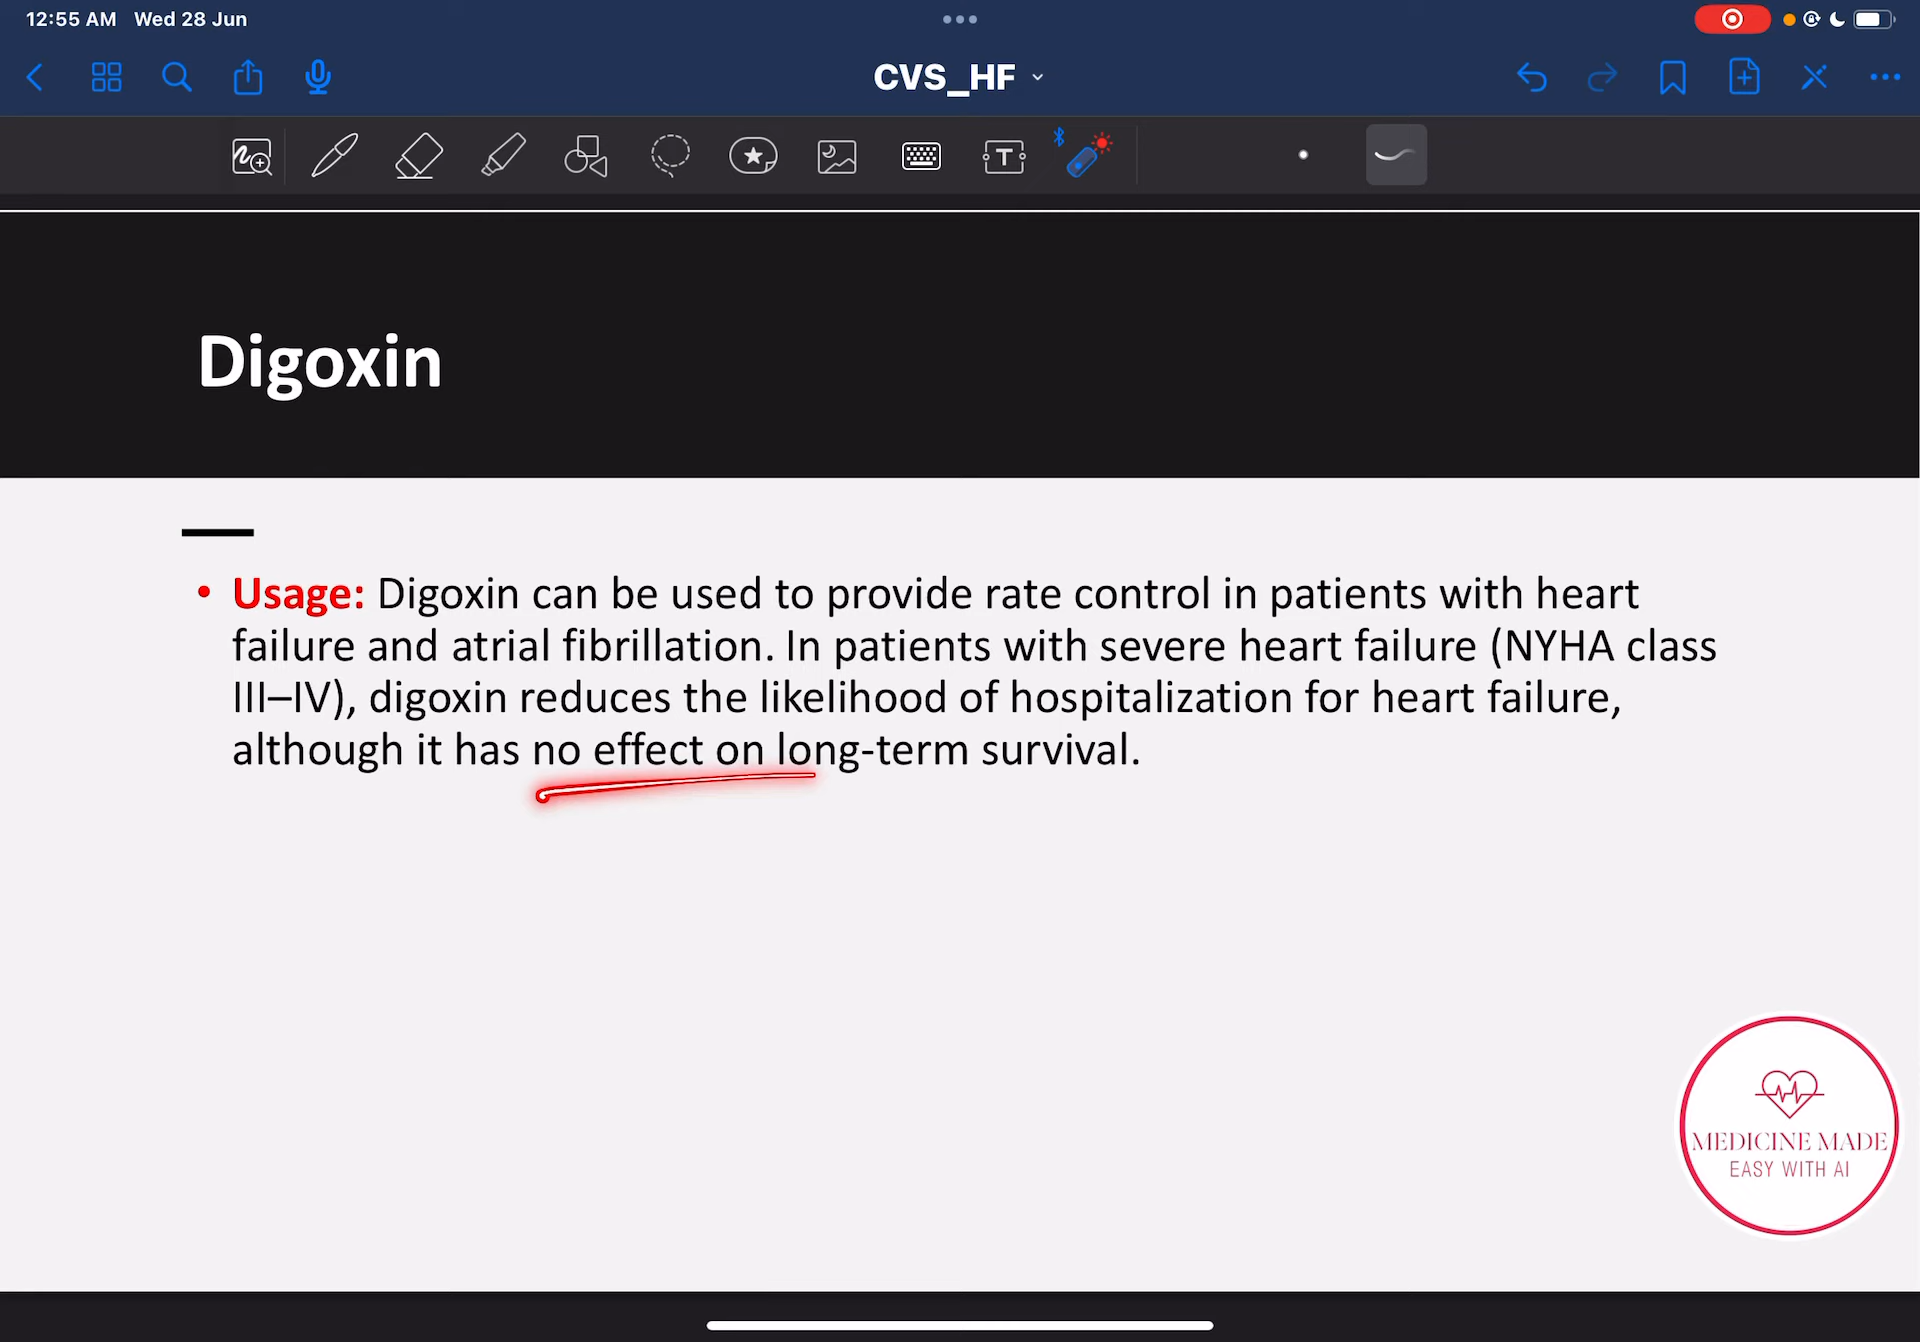 12:55 AM Wed 28 Jun
CVS_HF
T
Digoxin
• Usage: Digoxin can be used to provide rate control in patients with heart
failure and atrial fibrillation. In patients with severe heart failure (NYHA class
III–IV), digoxin reduces the likelihood of hospitalization for heart failure,
although it has no effect on long-term survival.
MEDICINE MADE
EASY WITH AI